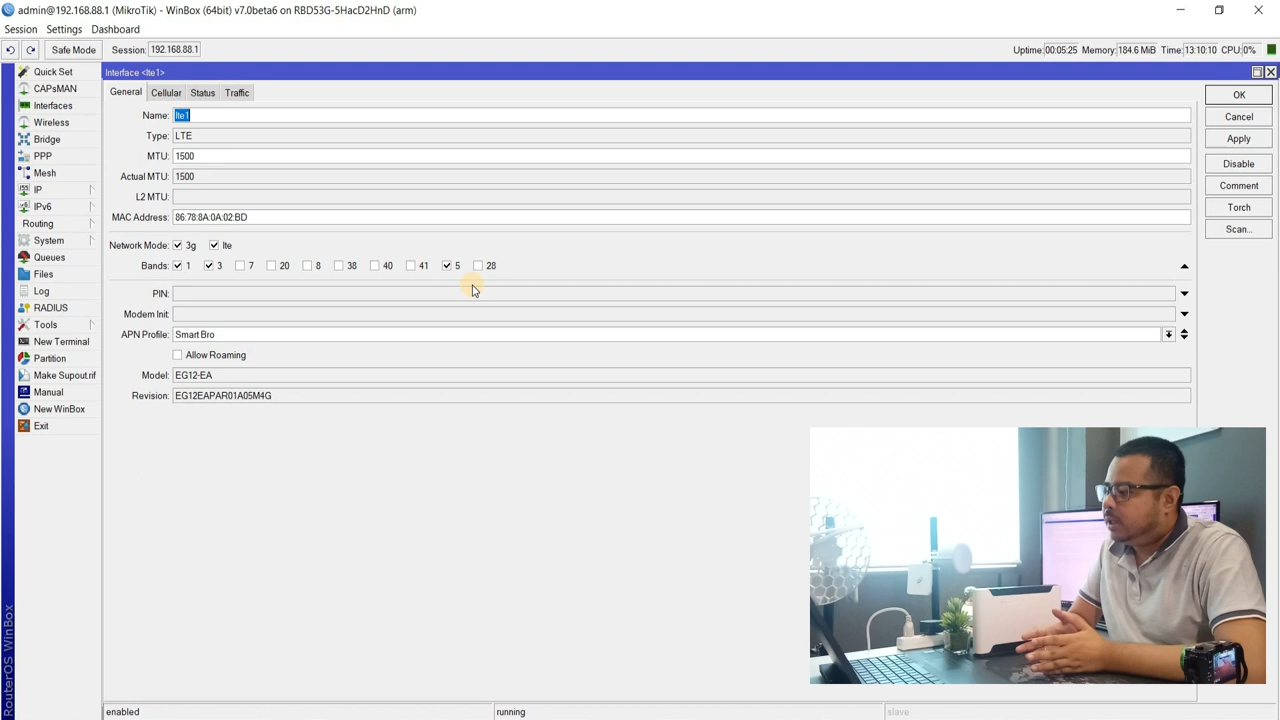 admin@192.168.88.1 (MikroTik) - WinBox (64bit) v7.0beta6 on RBD53G-5HacD2HnD (arm)
Session Settings Dashboard
Safe Mode Session: 192.168.88.1 Uptime: 00:05:25 Memory: 184.6 MiB Time: 13:10:10 CPU: 0%
Quick Set
CAPsMAN
Interfaces
Wireless
Bridge
PPP
Mesh
IP
IPv6
Routing
System
Queues
Files
Log
RADIUS
Tools
New Terminal
Partition
Make Supout.rif
Manual
New WinBox
Exit
RouterOS WinBox
Interface <lte1>
General Cellular Status Traffic
Name: lte1
Type: LTE
MTU: 1500
Actual MTU: 1500
L2 MTU:
MAC Address: 86:78:8A:0A:02:BD
Network Mode: 3g lte
Bands: 1 3 7 20 8 38 40 41 5 28
PIN:
Modem Init:
APN Profile: Smart Bro
Allow Roaming
Model: EG12-EA
Revision: EG12EAPAR01A05M4G
OK
Cancel
Apply
Disable
Comment
Torch
Scan...
enabled running slave